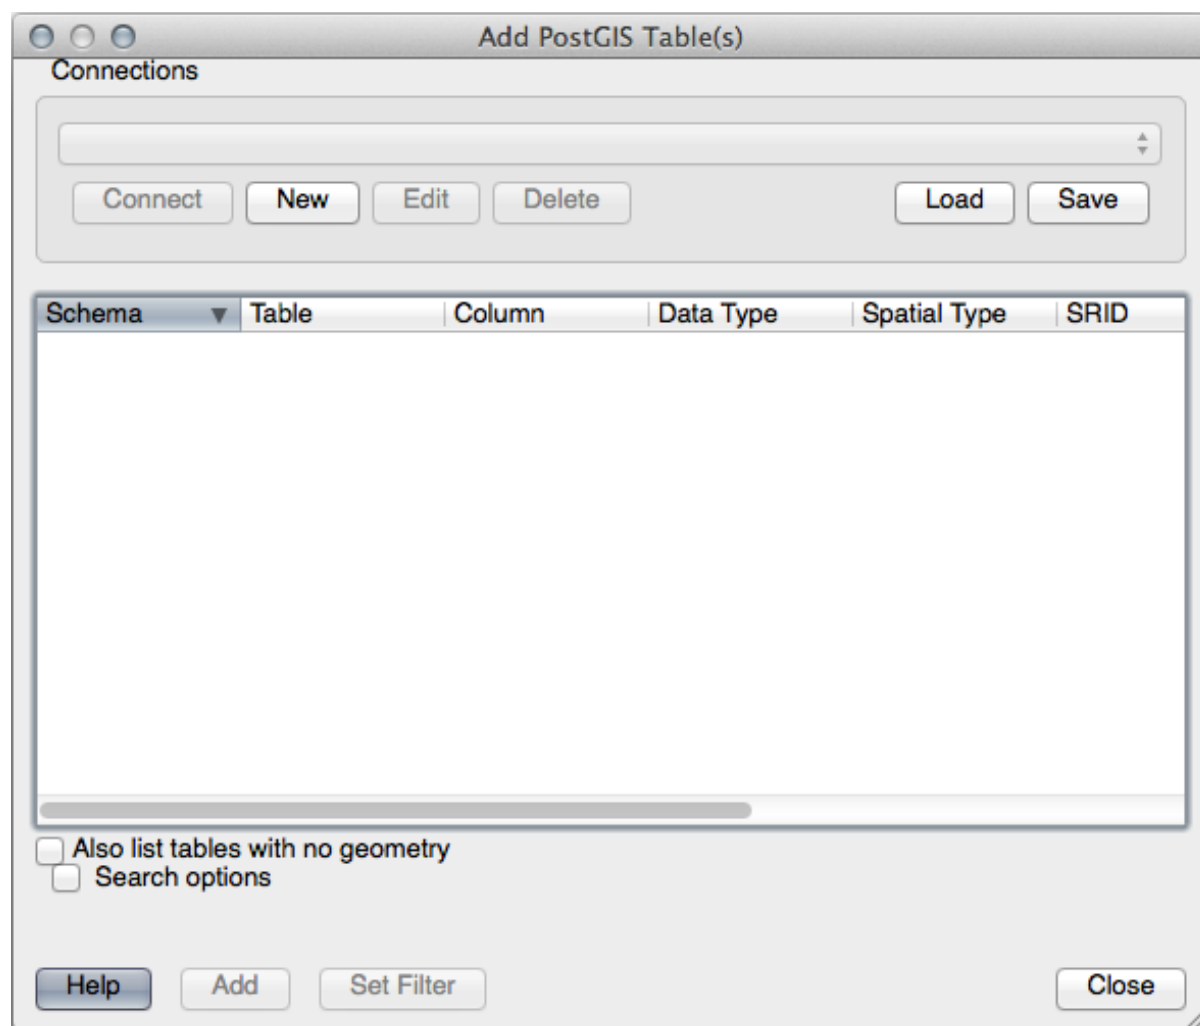 Add PostGIS Table(s)
Connections
Connect New Edit Delete Load Save
Schema Table Column Data Type Spatial Type SRID
Also list tables with no geometry
Search options
Help Add Set Filter Close